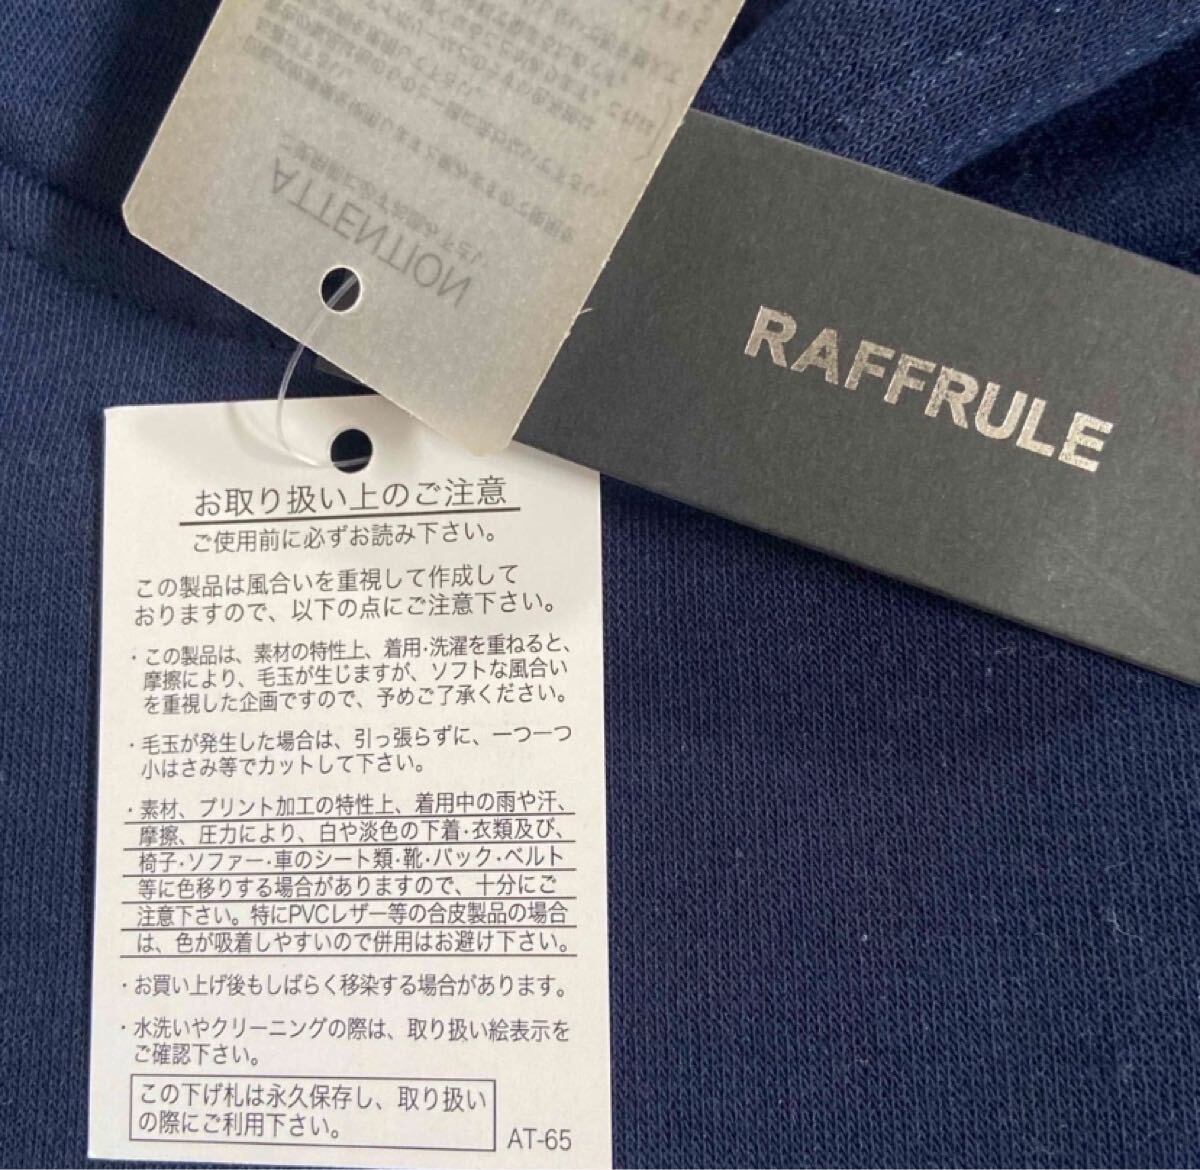 ATTENTION
RAFFRULE
お取り扱い上のご注意
ご使用前に必ずお読み下さい。
この製品は風合いを重視して作成して
おりますので、以下の点にご注意下さい。
・この製品は、素材の特性上、着用・洗濯を重ねると、
摩擦により、毛玉が生じますが、ソフトな風合い
を重視した企画ですので、予めご了承ください。
・毛玉が発生した場合は、引っ張らずに、一つ一つ
小はさみ等でカットして下さい。
・素材、プリント加工の特性上、着用中の雨や汗、
摩擦、圧力により、白や淡色の下着・衣類及び、
椅子・ソファー・車のシート類・靴・バック・ベルト
等に色移りする場合がありますので、十分にご
注意下さい。特にPVCレザー等の合皮製品の場合
は、色が吸着しやすいので併用はお避け下さい。
・お買い上げ後もしばらく移染する場合があります。
・水洗いやクリーニングの際は、取り扱い絵表示を
ご確認下さい。
この下げ札は永久保存し、取り扱い
の際にご利用下さい。
AT-65